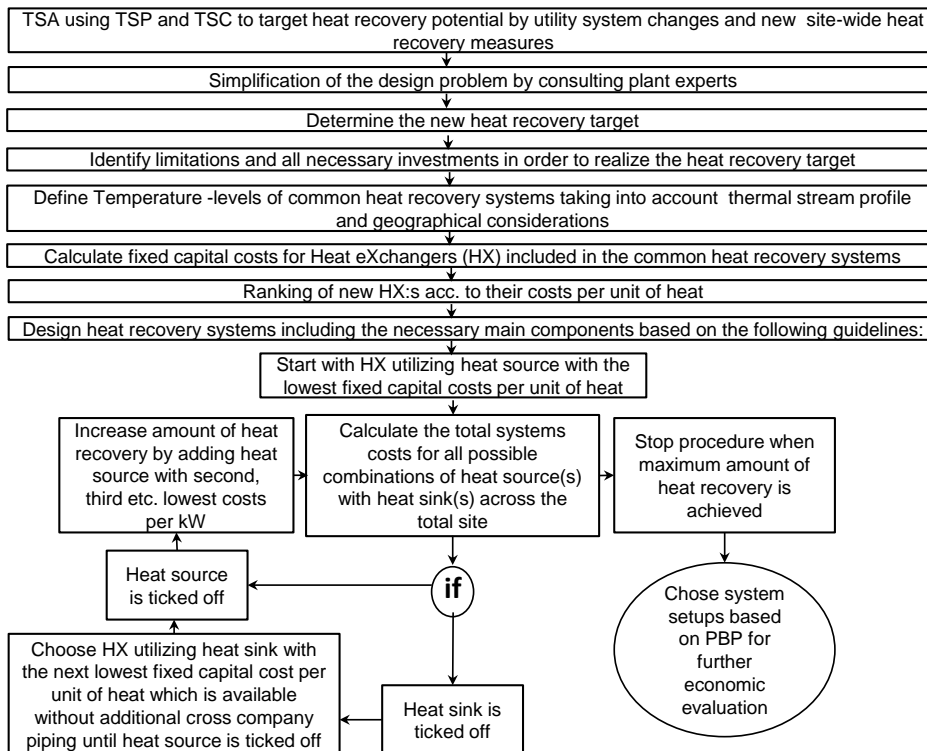 TSA using TSP and TSC to target heat recovery potential by utility system changes and new site-wide heat
recovery measures
Simplification of the design problem by consulting plant experts
Determine the new heat recovery target
Identify limitations and all necessary investments in order to realize the heat recovery target
Define Temperature -levels of common heat recovery systems taking into account thermal stream profile
and geographical considerations
Calculate fixed capital costs for Heat eXchangers (HX) included in the common heat recovery systems
Ranking of new HX:s acc. to their costs per unit of heat
Design heat recovery systems including the necessary main components based on the following guidelines:
Start with HX utilizing heat source with the
lowest fixed capital costs per unit of heat
Increase amount of heat
recovery by adding heat
source with second,
third etc. lowest costs
per kW
Calculate the total systems
costs for all possible
combinations of heat source(s)
with heat sink(s) across the
total site
Stop procedure when
maximum amount of
heat recovery is
achieved
Heat source
is ticked off
if
Chose system
setups based
on PBP for
further
economic
evaluation
Choose HX utilizing heat sink with
the next lowest fixed capital cost per
unit of heat which is available
without additional cross company
piping until heat source is ticked off
Heat sink is
ticked off